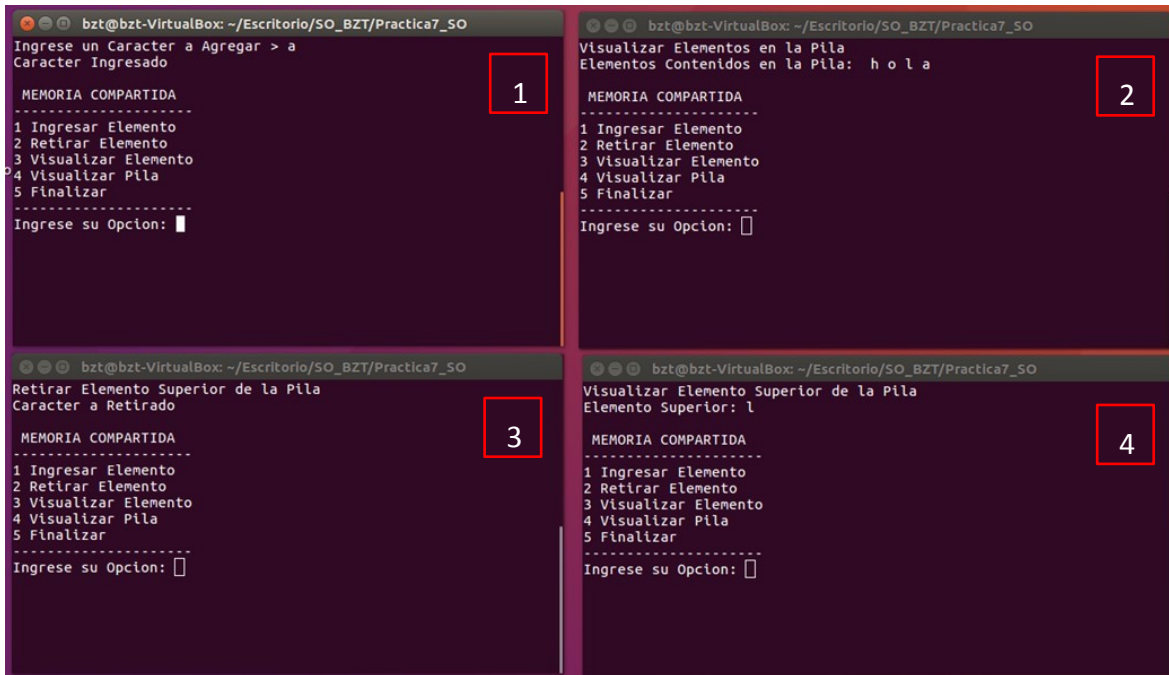 bzt@bzt-VirtualBox: ~/Escritorio/SO_BZT/Practica7_SO
Ingrese un Caracter a Agregar > a
Caracter Ingresado
1
MEMORIA COMPARTIDA
----------------------
1 Ingresar Elemento
2 Retirar Elemento
3 Visualizar Elemento
4 Visualizar Pila
5 Finalizar
----------------------
Ingrese su Opcion:
bzt@bzt-VirtualBox: ~/Escritorio/SO_BZT/Practica7_SO
Visualizar Elementos en la Pila
Elementos Contenidos en la Pila:  h o l a
2
MEMORIA COMPARTIDA
----------------------
1 Ingresar Elemento
2 Retirar Elemento
3 Visualizar Elemento
4 Visualizar Pila
5 Finalizar
----------------------
Ingrese su Opcion:
bzt@bzt-VirtualBox: ~/Escritorio/SO_BZT/Practica7_SO
Retirar Elemento Superior de la Pila
Caracter a Retirado
3
MEMORIA COMPARTIDA
----------------------
1 Ingresar Elemento
2 Retirar Elemento
3 Visualizar Elemento
4 Visualizar Pila
5 Finalizar
----------------------
Ingrese su Opcion:
bzt@bzt-VirtualBox: ~/Escritorio/SO_BZT/Practica7_SO
Visualizar Elemento Superior de la Pila
Elemento Superior: l
4
MEMORIA COMPARTIDA
----------------------
1 Ingresar Elemento
2 Retirar Elemento
3 Visualizar Elemento
4 Visualizar Pila
5 Finalizar
----------------------
Ingrese su Opcion: